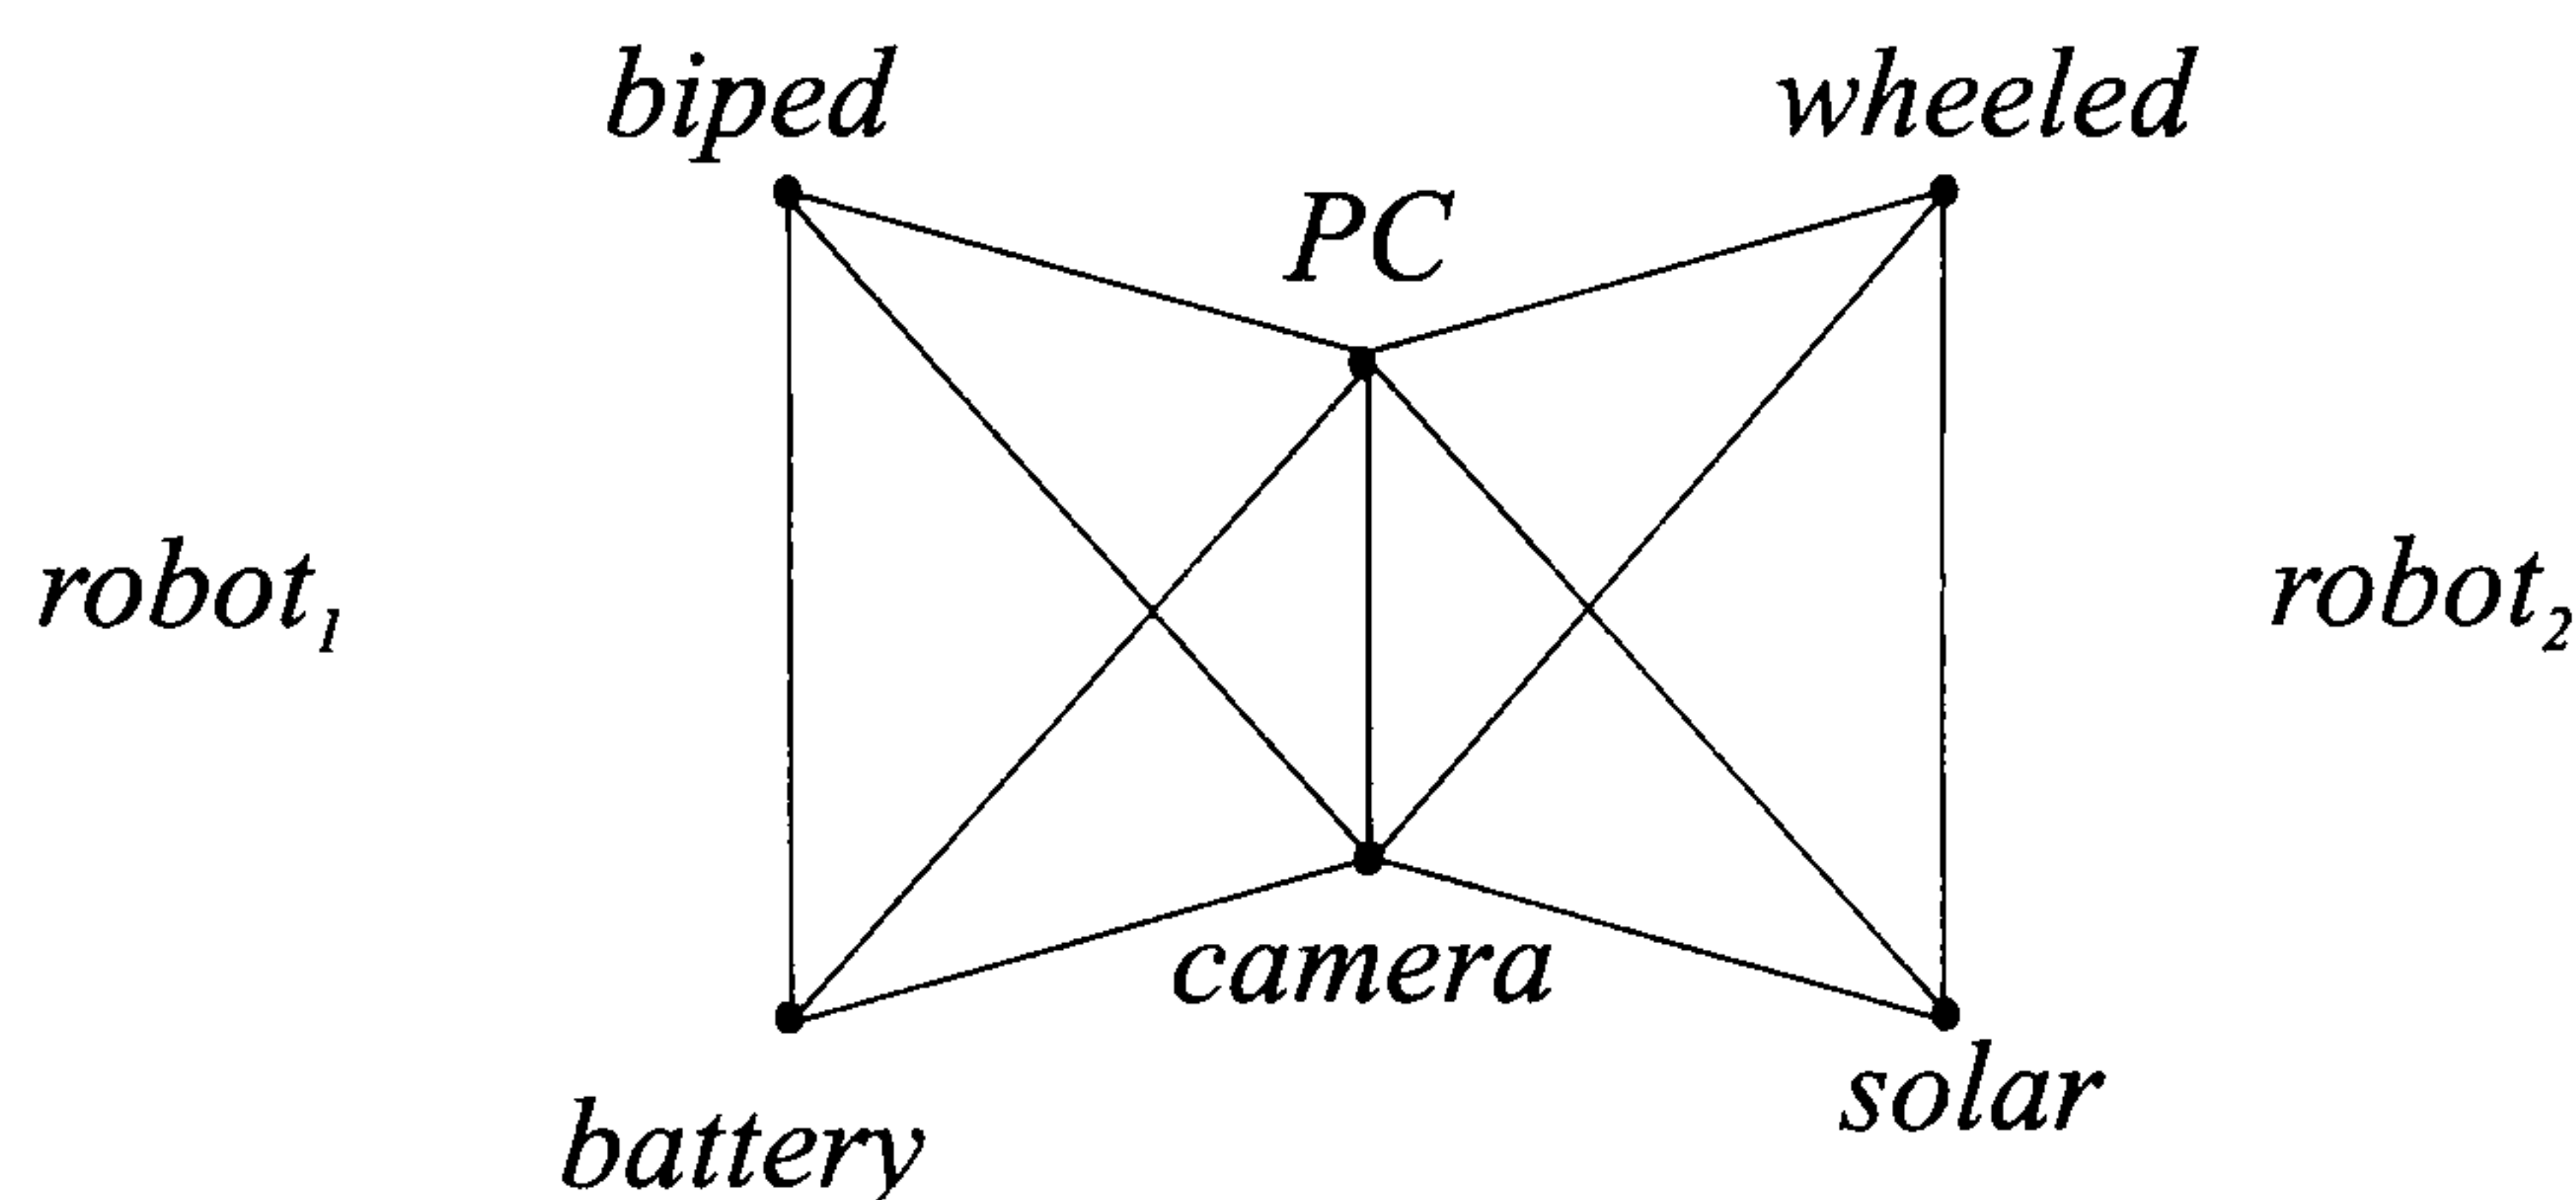 biped
wheeled
PC
robot₁
robot₂
camera
solar
battery